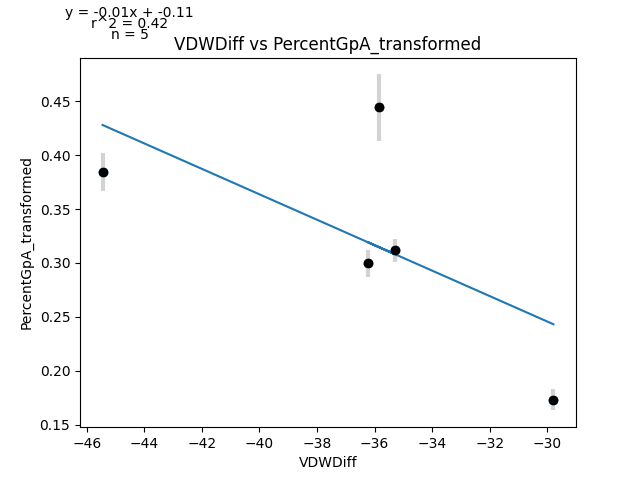 y = -0.01x + -0.11
r^2 = 0.42
n = 5
VDWDiff vs PercentGpA_transformed
PercentGpA_transformed
0.45
0.40
0.35
0.30
0.25
0.20
0.15
−46 −44 −42 −40 −38 −36 −34 −32 −30
VDWDiff